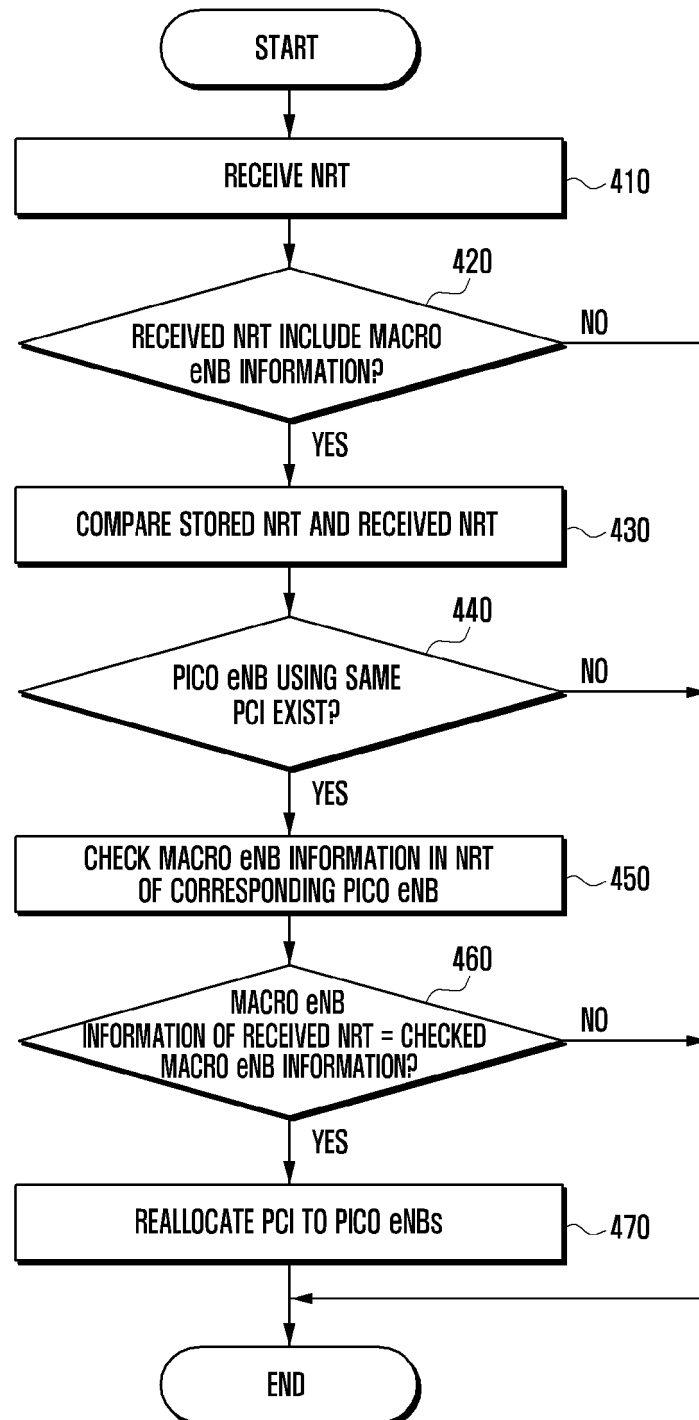 START
RECEIVE NRT
410
420
RECEIVED NRT INCLUDE MACRO
eNB INFORMATION?
NO
YES
COMPARE STORED NRT AND RECEIVED NRT
430
440
PICO eNB USING SAME
PCI EXIST?
NO
YES
CHECK MACRO eNB INFORMATION IN NRT
OF CORRESPONDING PICO eNB
450
460
MACRO eNB
INFORMATION OF RECEIVED NRT = CHECKED
MACRO eNB INFORMATION?
NO
YES
REALLOCATE PCI TO PICO eNBs
470
END